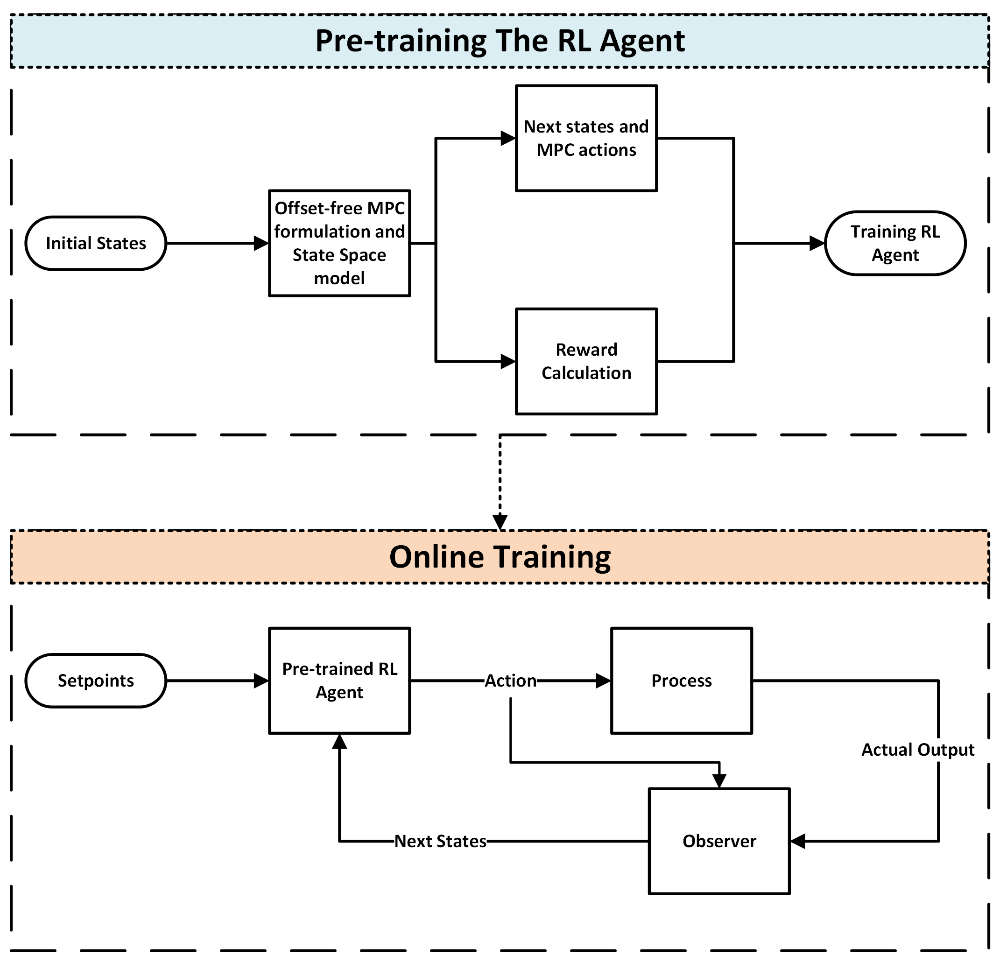 Pre-training The RL Agent
Next states and
MPC actions
Initial States
Offset-free MPC
formulation and
State Space
model
Training RL
Agent
Reward
Calculation
Online Training
Setpoints
Pre-trained RL
Agent
Action
Process
Actual Output
Next States
Observer